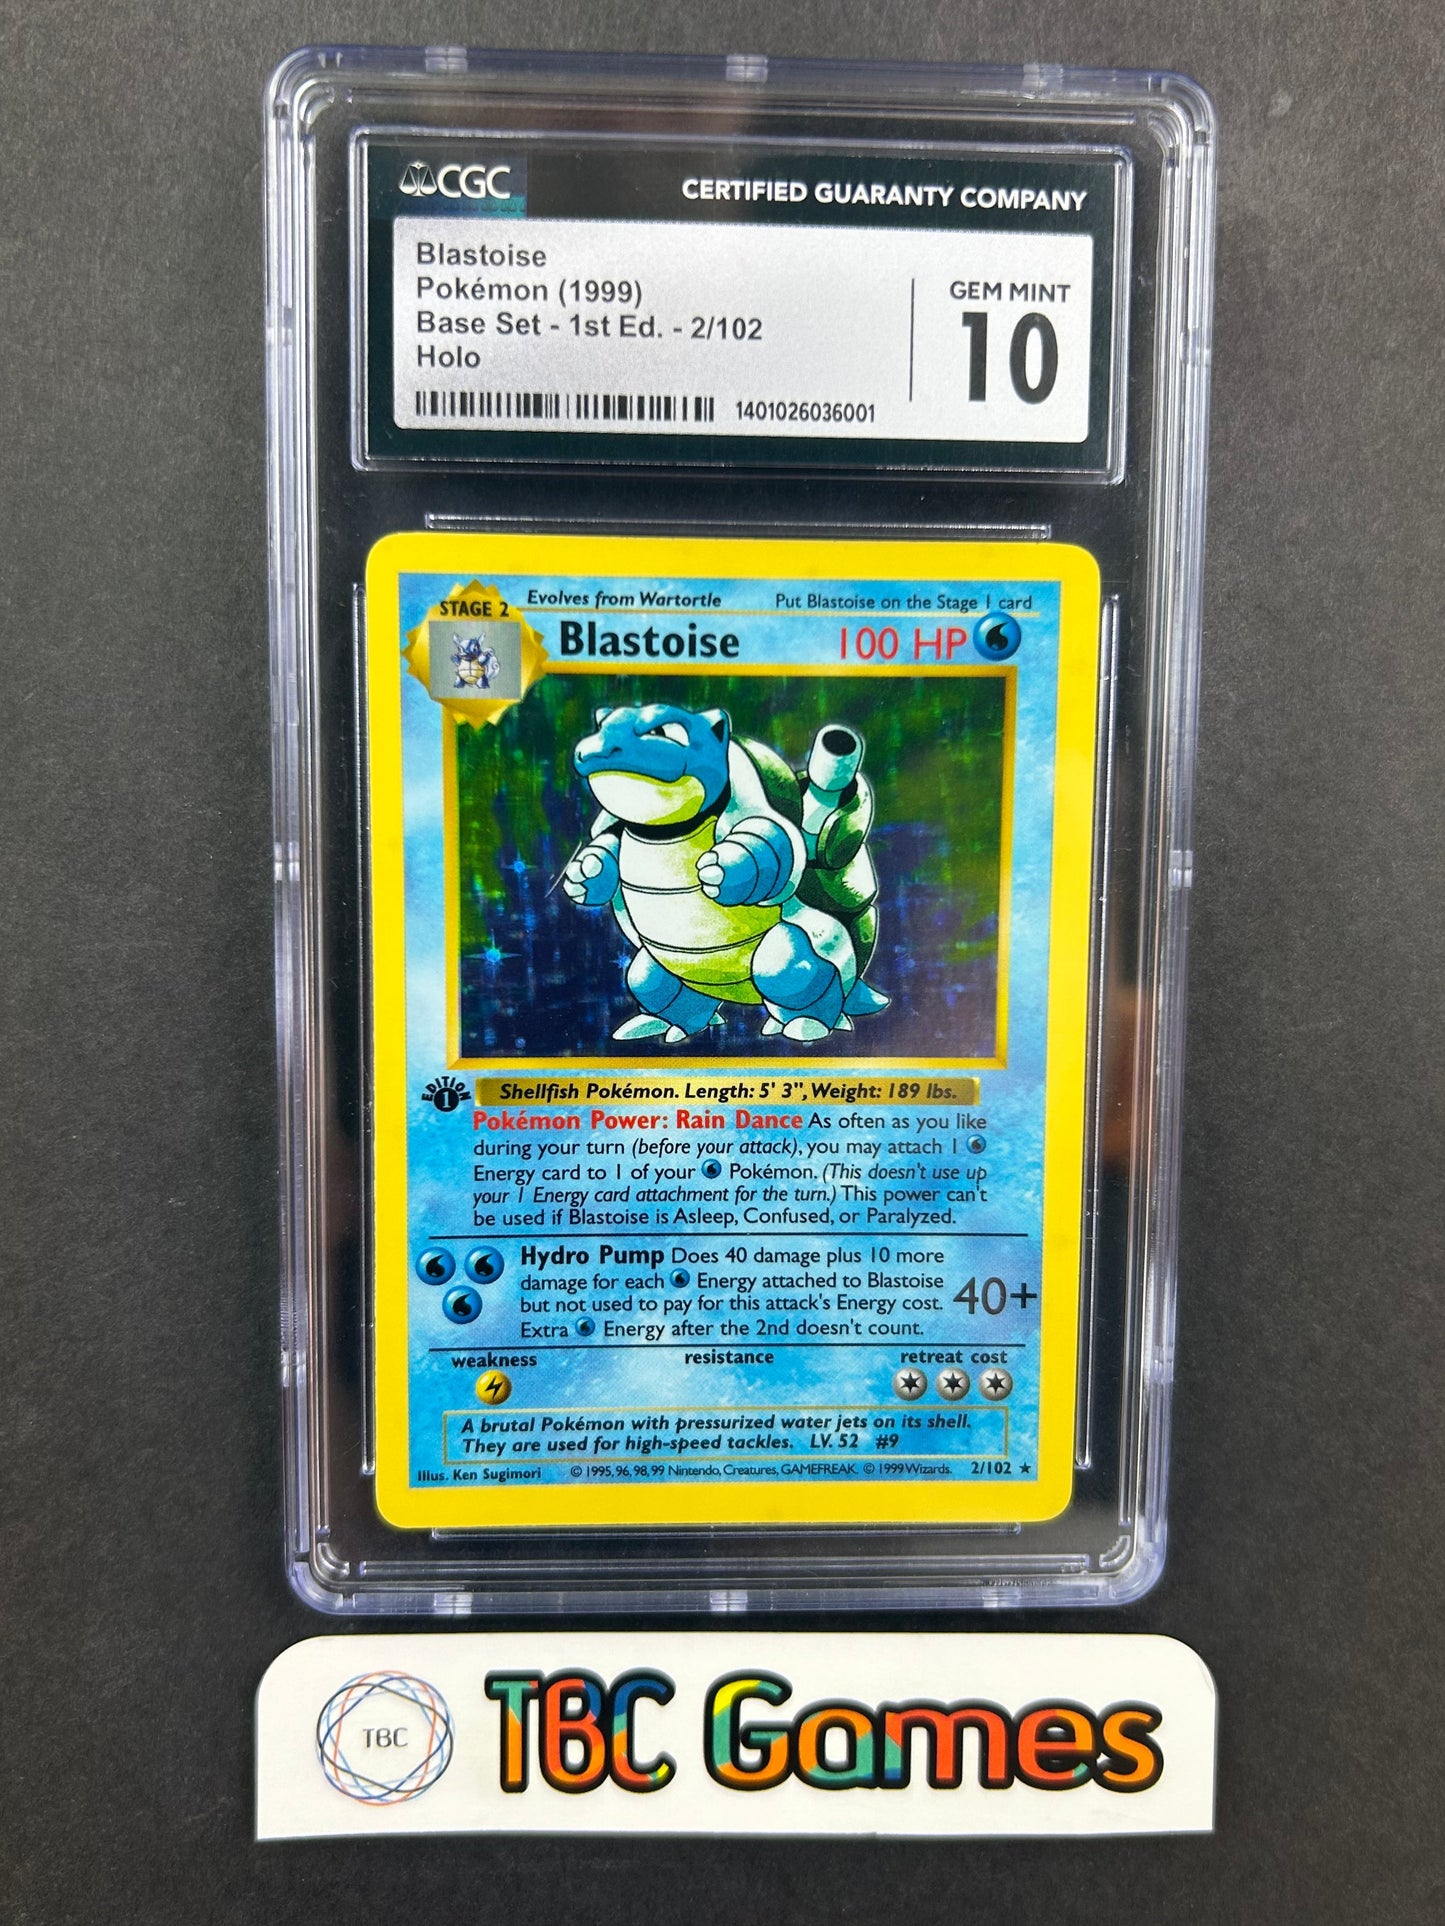 CGC
CERTIFIED GUARANTY COMPANY
Blastoise
Pokémon (1999)
Base Set - 1st Ed. - 2/102
Holo
1401026036001
GEM MINT
10
STAGE 2
Evolves from Wartortle
Put Blastoise on the Stage 1 card
Blastoise
100 HP
EDITION
1
Shellfish Pokémon. Length: 5' 3", Weight: 189 lbs.
Pokémon Power: Rain Dance As often as you like
during your turn (before your attack), you may attach 1
Energy card to 1 of your Pokémon. (This doesn't use up
your 1 Energy card attachment for the turn.) This power can't
be used if Blastoise is Asleep, Confused, or Paralyzed.
Hydro Pump Does 40 damage plus 10 more
damage for each Energy attached to Blastoise
but not used to pay for this attack's Energy cost.
Extra Energy after the 2nd doesn't count.
40+
weakness
resistance
retreat cost
A brutal Pokémon with pressurized water jets on its shell.
They are used for high-speed tackles. LV. 52 #9
Illus. Ken Sugimori
© 1995, 96, 98, 99 Nintendo, Creatures, GAMEFREAK. © 1999 Wizards.
2/102 ★
TBC
TBC Games